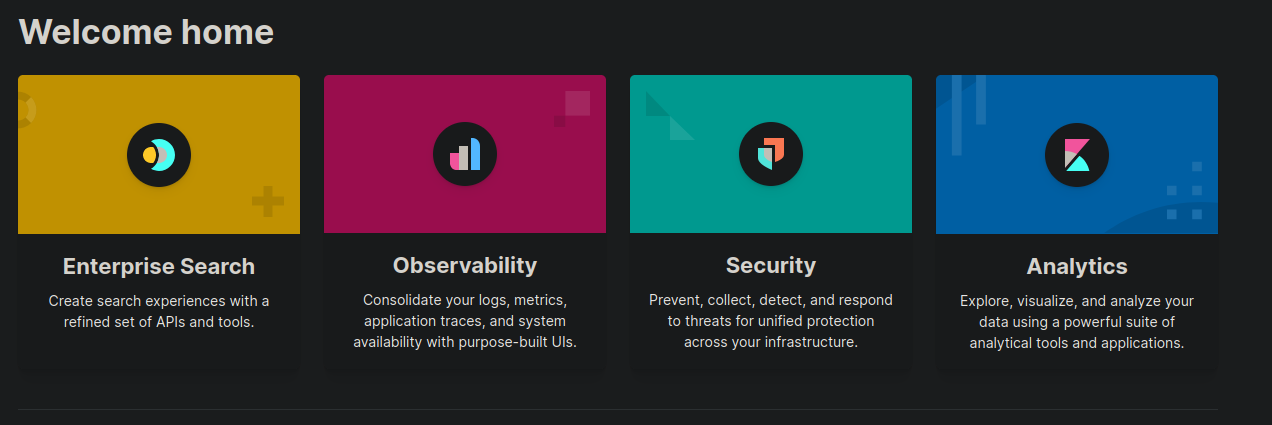 Welcome home
Enterprise Search
Create search experiences with a
refined set of APIs and tools.
Observability
Consolidate your logs, metrics,
application traces, and system
availability with purpose-built UIs.
Security
Prevent, collect, detect, and respond
to threats for unified protection
across your infrastructure.
Analytics
Explore, visualize, and analyze your
data using a powerful suite of
analytical tools and applications.